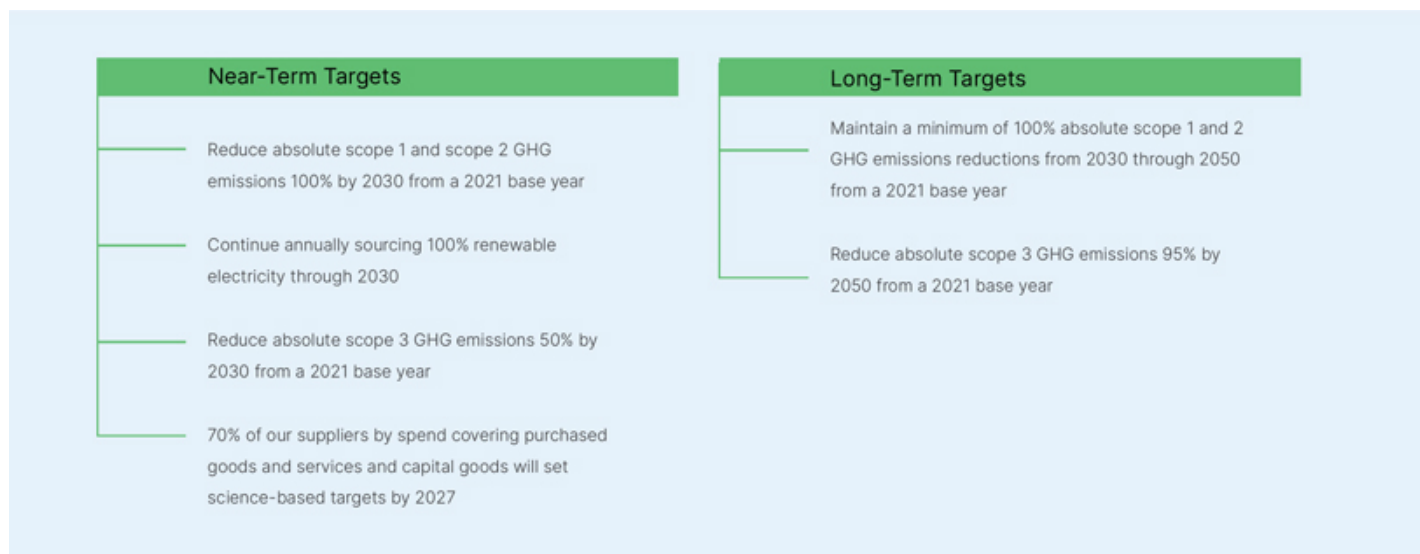 Near-Term Targets
Reduce absolute scope 1 and scope 2 GHG
emissions 100% by 2030 from a 2021 base year
Continue annually sourcing 100% renewable
electricity through 2030
Reduce absolute scope 3 GHG emissions 50% by
2030 from a 2021 base year
70% of our suppliers by spend covering purchased
goods and services and capital goods will set
science-based targets by 2027
Long-Term Targets
Maintain a minimum of 100% absolute scope 1 and 2
GHG emissions reductions from 2030 through 2050
from a 2021 base year
Reduce absolute scope 3 GHG emissions 95% by
2050 from a 2021 base year